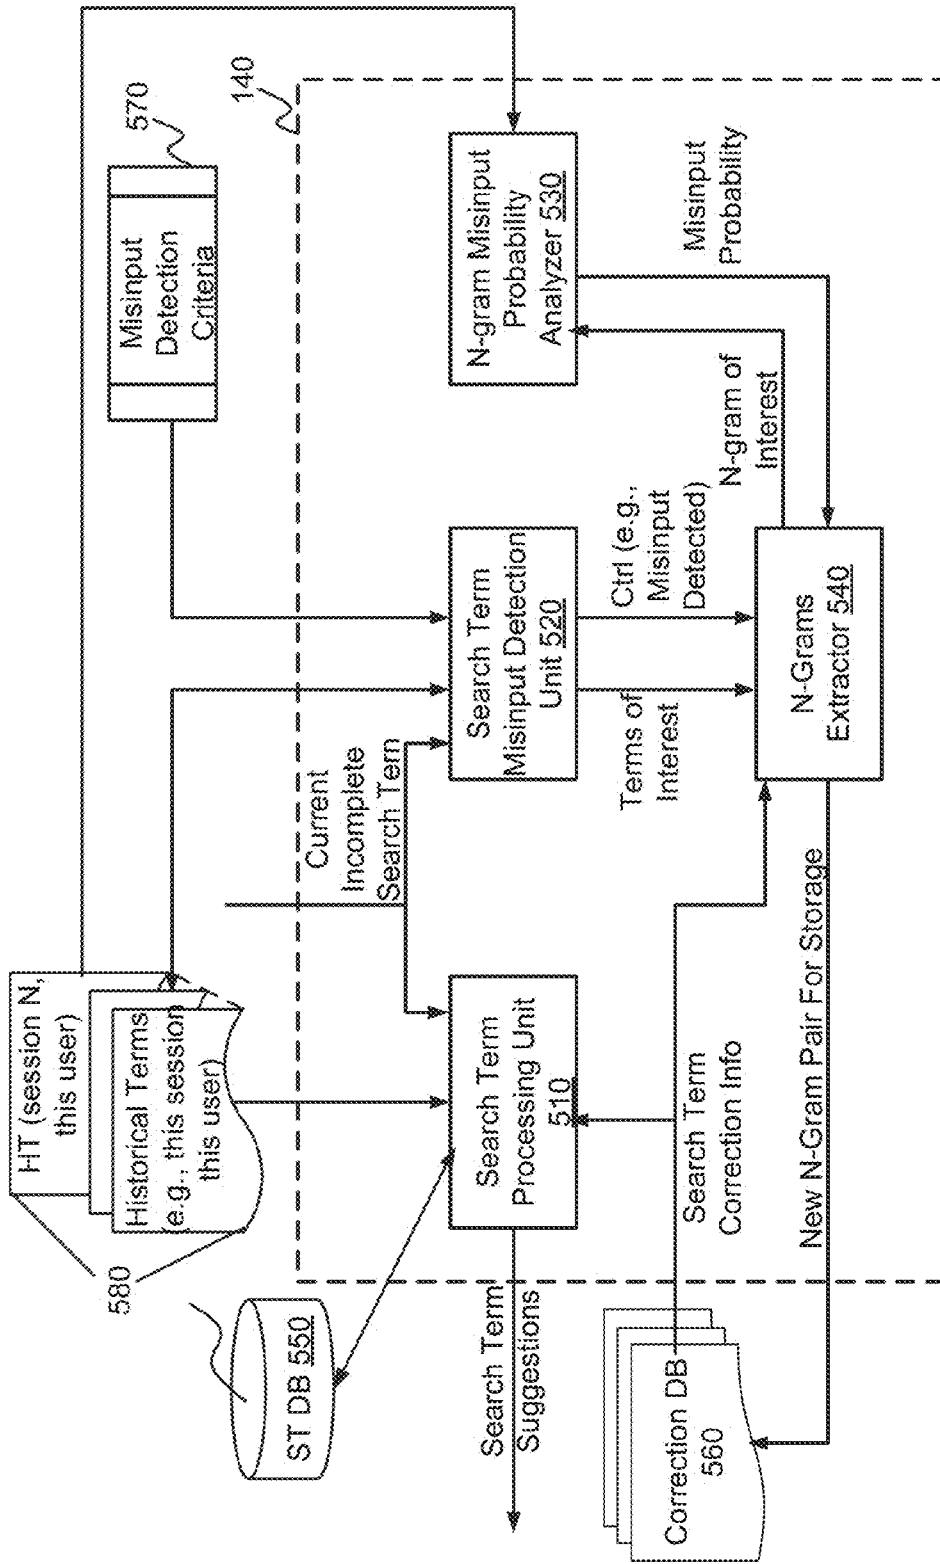 HT (session N,
this user)
Historical Terms
(e.g., this session
this user)
580
Misinput
Detection
Criteria
570
140
ST DB 550
Current
Incomplete
Search Tern
Search Term
Processing Unit
510
Search Term
Misinput Detection
Unit 520
N-gram Misinput
Probability
Analyzer 530
Search Term
Suggestions
Terms of
Interest
Ctrl (e.g.,
Misinput
Detected)
N-gram of
Interest
Misinput
Probability
Search Term
Correction Info
N-Grams
Extractor 540
Correction DB
560
New N-Gram Pair For Storage